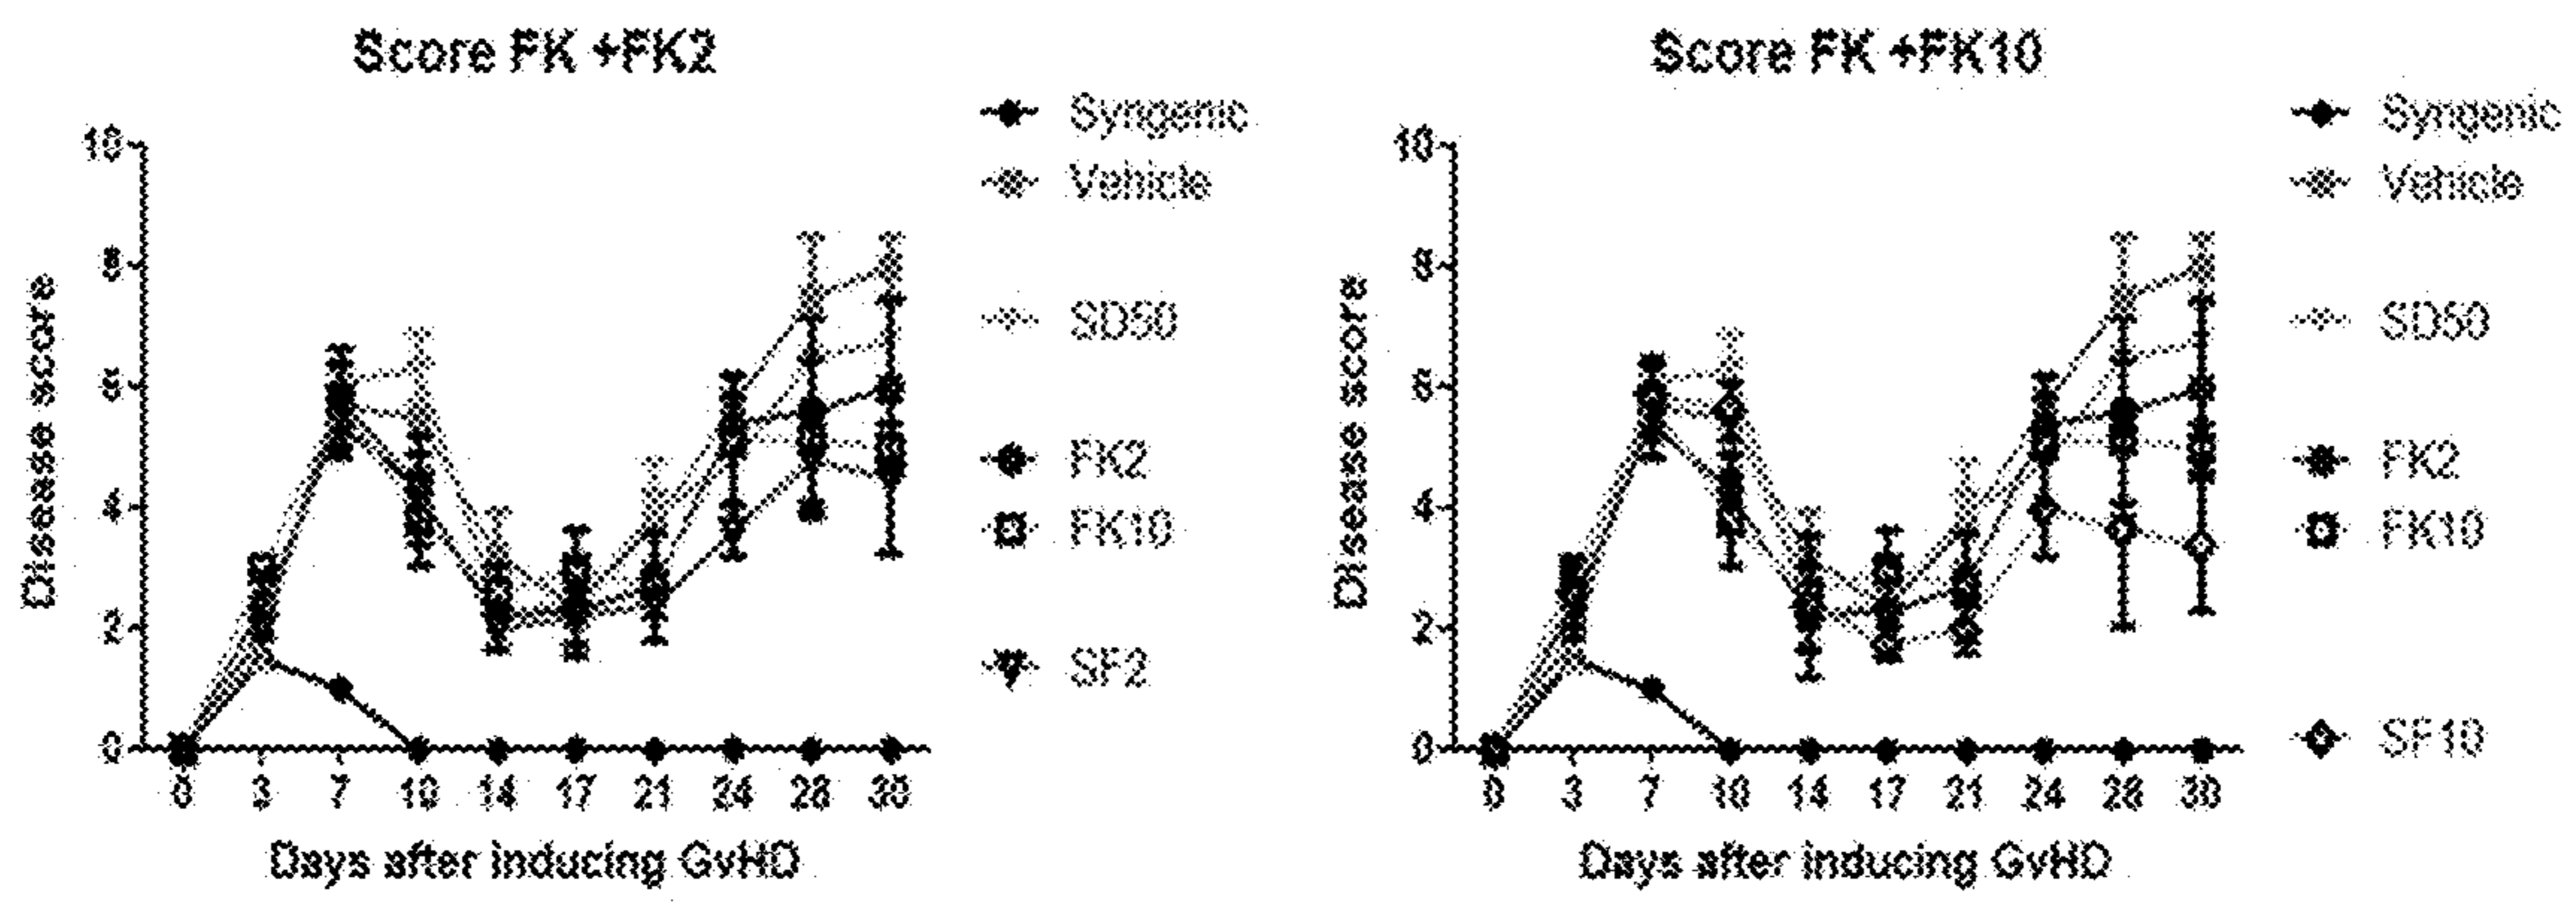 Score FK +FK2
Syngenic
Vehicle
SD50
FK2
FK10
SF2
Disease score
10
8
6
4
2
0
0 3 7 10 14 17 21 24 28 30
Days after inducing GvHD
Score FK +FK10
Syngenic
Vehicle
SD50
FK2
FK10
SF10
Disease score
10
8
6
4
2
0
0 3 7 10 14 17 21 24 28 30
Days after inducing GvHD